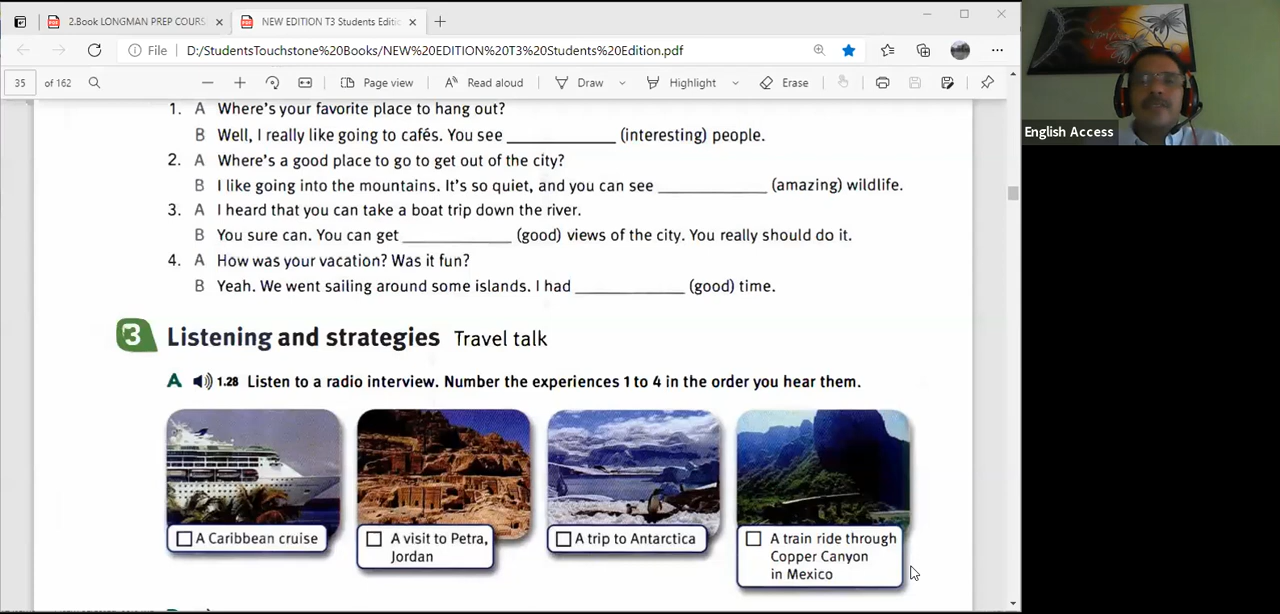 2.Book LONGMAN PREP COURS
NEW EDITION T3 Students Editic
File
D:/StudentsTouchstone%20Books/NEW%20EDITION%20T3%20Students%20Edition.pdf
35 of 162
Page view
Read aloud
Draw
Highlight
Erase
English Access
1. A Where's your favorite place to hang out?
B Well, I really like going to cafés. You see ____________ (interesting) people.
2. A Where's a good place to go to get out of the city?
B I like going into the mountains. It's so quiet, and you can see ____________ (amazing) wildlife.
3. A I heard that you can take a boat trip down the river.
B You sure can. You can get ____________ (good) views of the city. You really should do it.
4. A How was your vacation? Was it fun?
B Yeah. We went sailing around some islands. I had ____________ (good) time.
3 Listening and strategies Travel talk
A 1.28 Listen to a radio interview. Number the experiences 1 to 4 in the order you hear them.
A Caribbean cruise
A visit to Petra,
Jordan
A trip to Antarctica
A train ride through
Copper Canyon
in Mexico